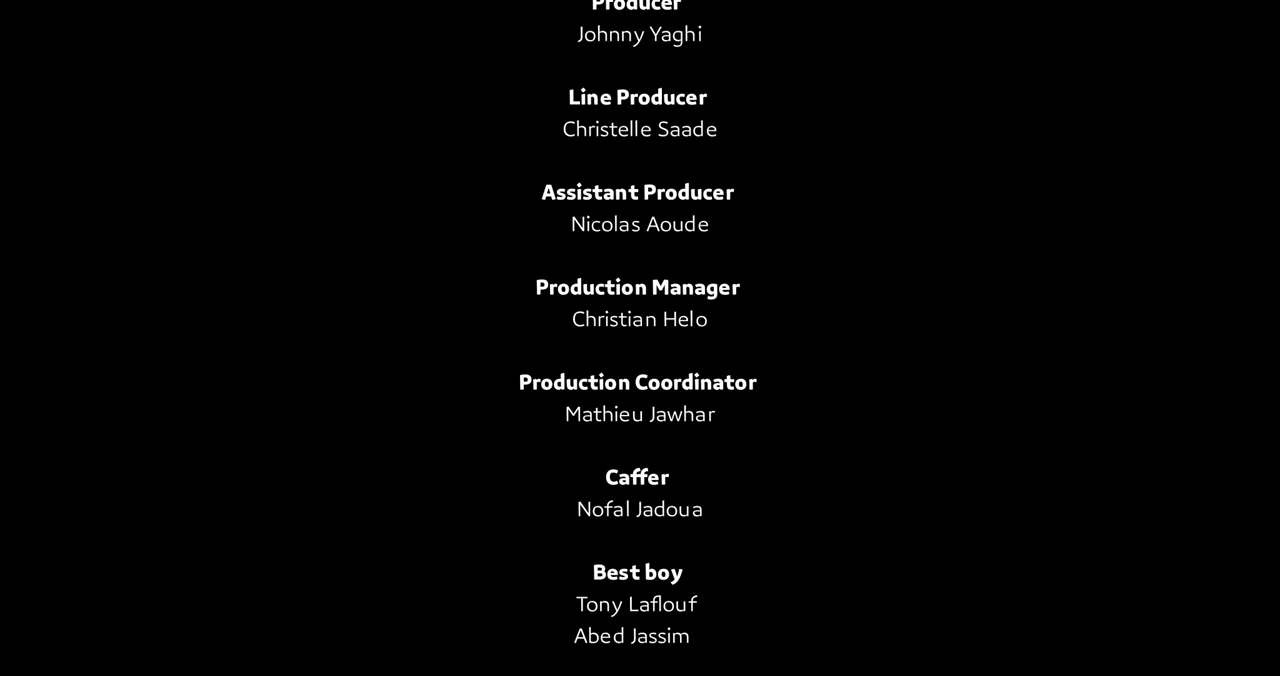 Producer
Johnny Yaghi
Line Producer
Christelle Saade
Assistant Producer
Nicolas Aoude
Production Manager
Christian Helo
Production Coordinator
Mathieu Jawhar
Caffer
Nofal Jadoua
Best boy
Tony Laflouf
Abed Jassim